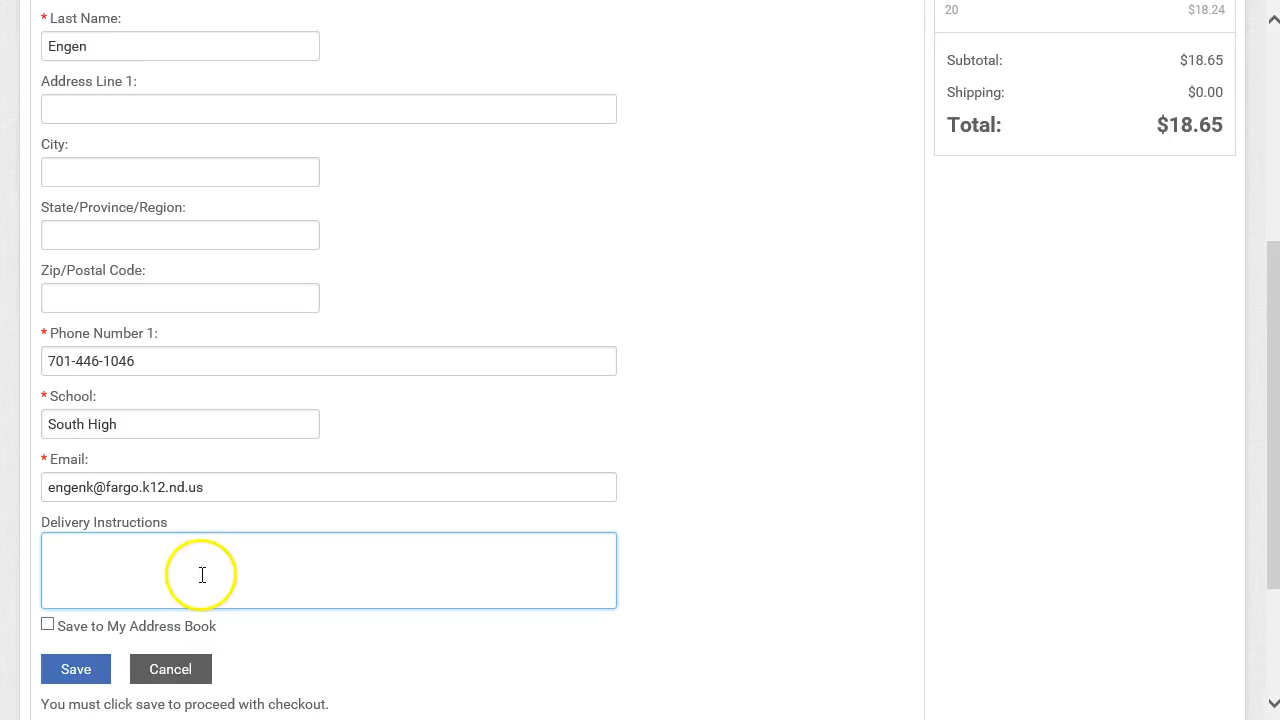 * Last Name:
Engen
Address Line 1:
City:
State/Province/Region:
Zip/Postal Code:
* Phone Number 1:
701-446-1046
* School:
South High
* Email:
engenk@fargo.k12.nd.us
Delivery Instructions
Save to My Address Book
Save Cancel
You must click save to proceed with checkout.
20 $18.24
Subtotal: $18.65
Shipping: $0.00
Total: $18.65